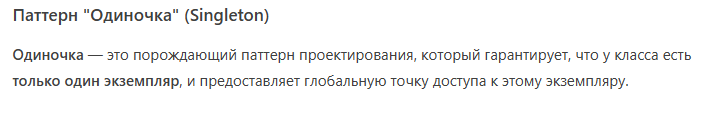 Паттерн "Одиночка" (Singleton)
Одиночка — это порождающий паттерн проектирования, который гарантирует, что у класса есть
только один экземпляр, и предоставляет глобальную точку доступа к этому экземпляру.